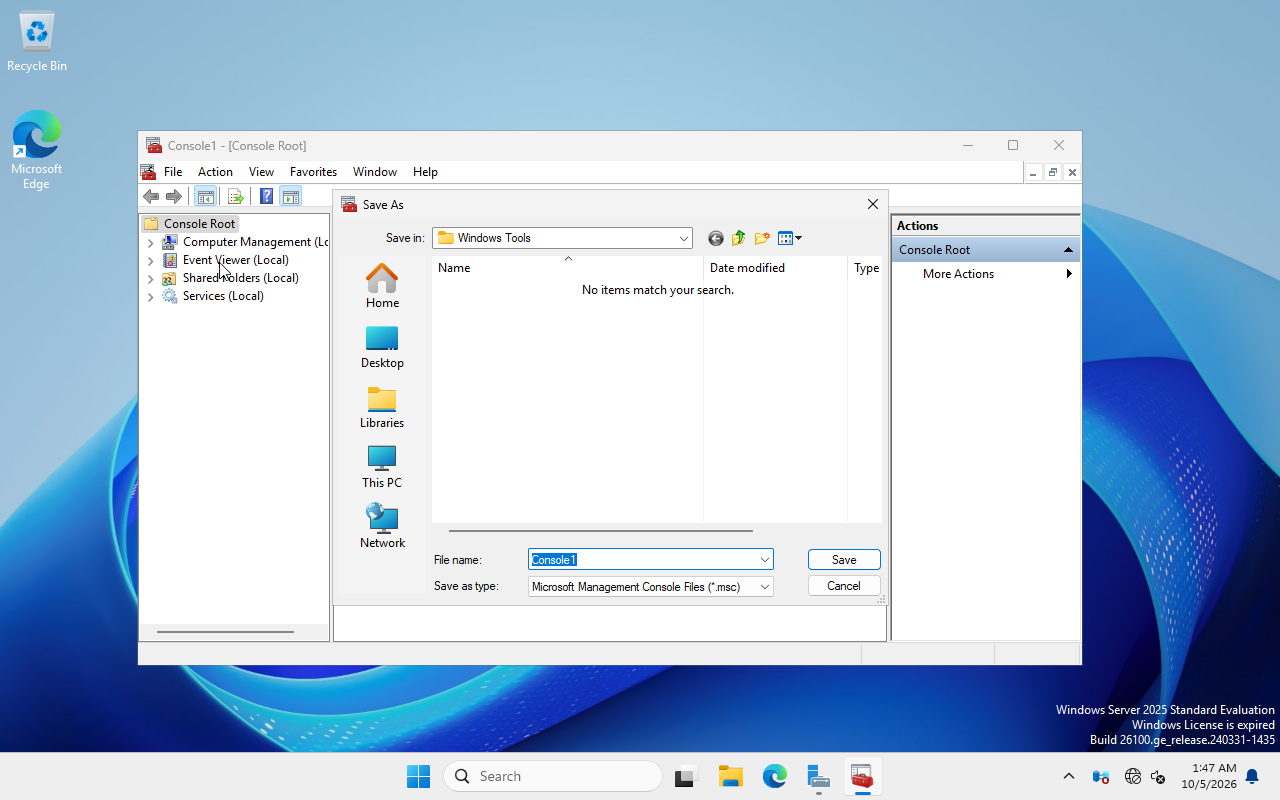 Recycle Bin
Microsoft
Edge
Console1 - [Console Root]
File Action View Favorites Window Help
Console Root
Computer Management (Lo
Event Viewer (Local)
Shared Folders (Local)
Services (Local)
Save As
Save in: Windows Tools
Name Date modified Type
No items match your search.
Home
Desktop
Libraries
This PC
Network
File name: Console1 Save
Save as type: Microsoft Management Console Files (*.msc) Cancel
Actions
Console Root
More Actions
Windows Server 2025 Standard Evaluation
Windows License is expired
Build 26100.ge_release.240331-1435
Search
1:47 AM
10/5/2026